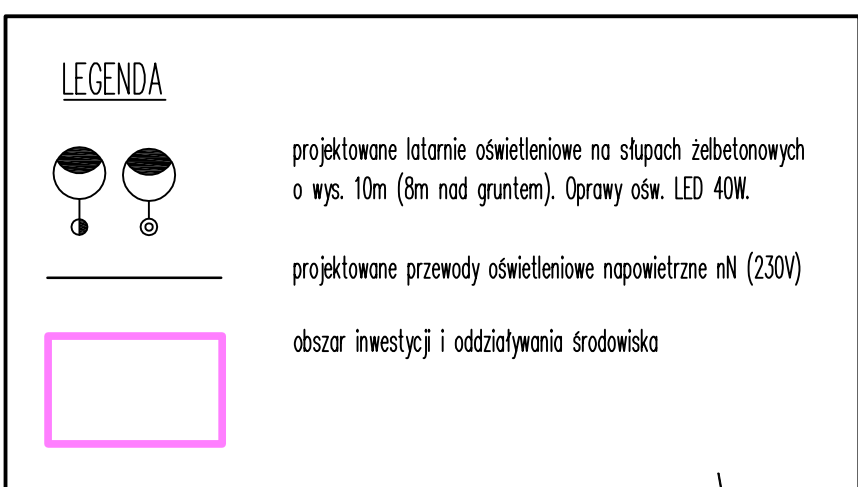 LEGENDA
projektowane latarnie oświetleniowe na słupach żelbetonowych
o wys. 10m (8m nad gruntem). Oprawy ośw. LED 40W.
projektowane przewody oświetleniowe napowietrzne nN (230V)
obszar inwestycji i oddziaływania środowiska